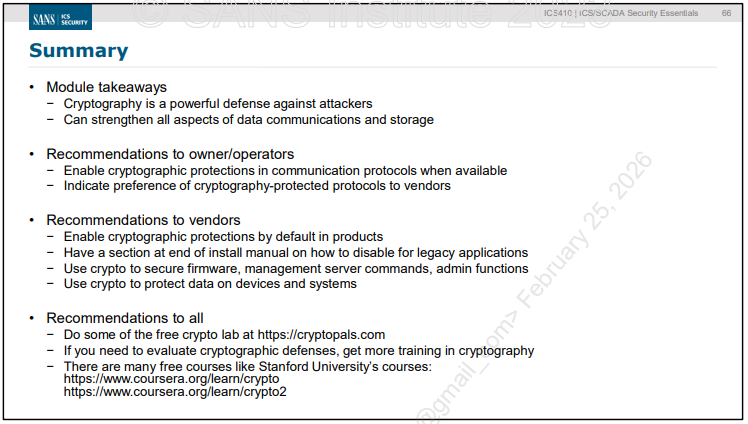 © SANS Institute 2026
SANS ICS SECURITY
ICS410 | ICS/SCADA Security Essentials 66
Summary
• Module takeaways
− Cryptography is a powerful defense against attackers
− Can strengthen all aspects of data communications and storage
• Recommendations to owner/operators
− Enable cryptographic protections in communication protocols when available
− Indicate preference of cryptography-protected protocols to vendors
• Recommendations to vendors
− Enable cryptographic protections by default in products
− Have a section at end of install manual on how to disable for legacy applications
− Use crypto to secure firmware, management server commands, admin functions
− Use crypto to protect data on devices and systems
• Recommendations to all
− Do some of the free crypto lab at https://cryptopals.com
− If you need to evaluate cryptographic defenses, get more training in cryptography
− There are many free courses like Stanford University's courses:
https://www.coursera.org/learn/crypto
https://www.coursera.org/learn/crypto2
@gmail_com> February 25, 2026